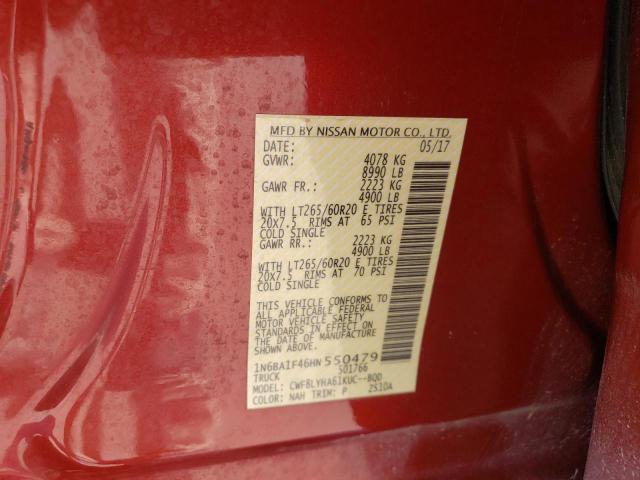 MFD BY NISSAN MOTOR CO., LTD.
DATE: 05/17
GVWR: 4078 KG
8990 LB
GAWR FR.: 2223 KG
4900 LB
WITH LT265/60R20 E TIRES
20x7.5 RIMS AT 65 PSI
COLD SINGLE
GAWR RR.: 2223 KG
4900 LB
WITH LT265/60R20 E TIRES
20x7.5 RIMS AT 70 PSI
COLD SINGLE
THIS VEHICLE CONFORMS TO
ALL APPLICABLE FEDERAL
MOTOR VEHICLE SAFETY
STANDARDS IN EFFECT ON
THE DATE OF MANUFACTURE
SHOWN ABOVE.
1N6BA1F46HN550479
TRUCK 501766
MODEL: CWF8LYHA61KUC--BQD
COLOR: NAH TRIM: P 2510A